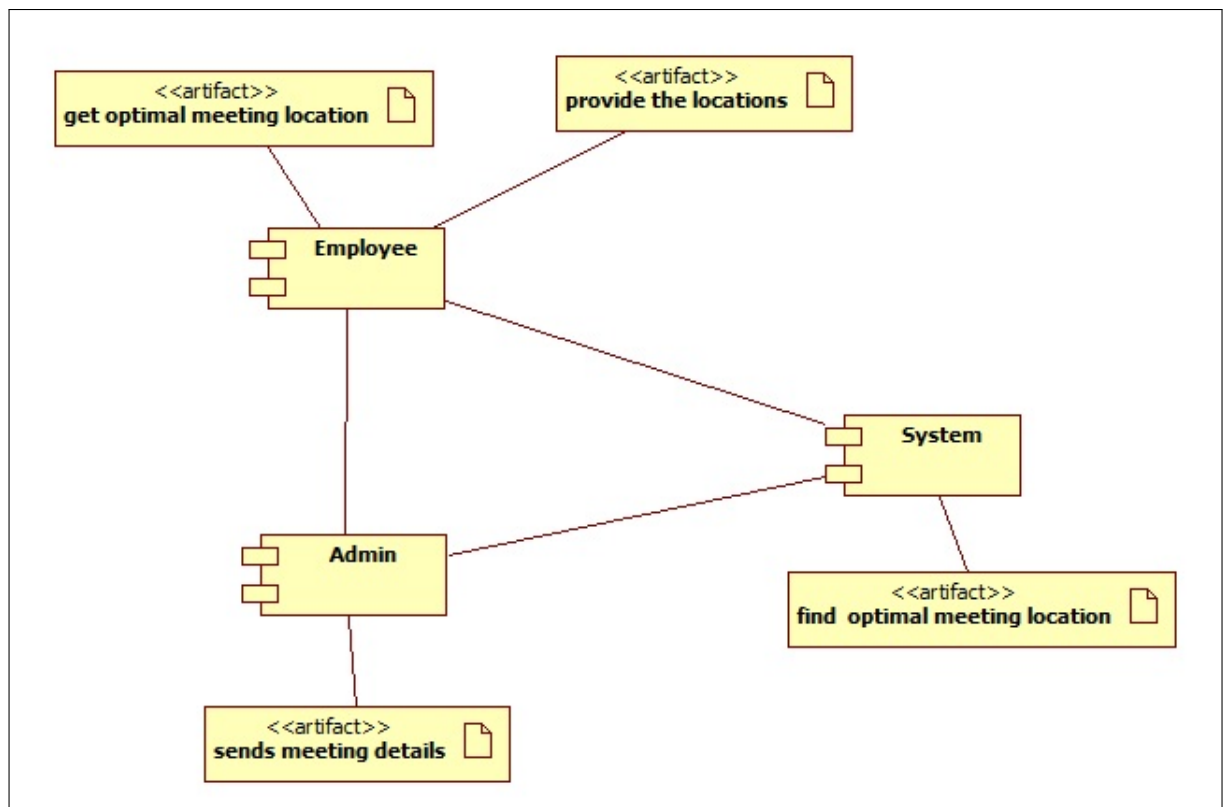 <<artifact>>
get optimal meeting location
<<artifact>>
provide the locations
Employee
System
Admin
<<artifact>>
find  optimal meeting location
<<artifact>>
sends meeting details